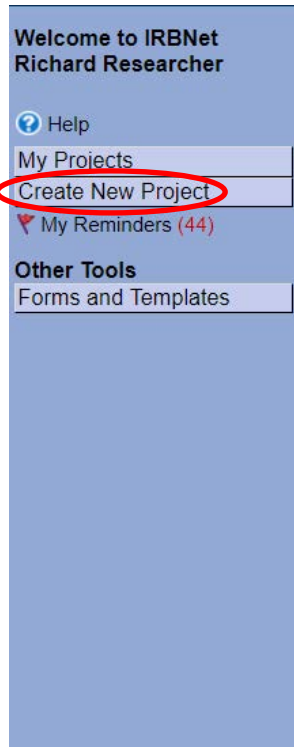 Welcome to IRBNet
Richard Researcher
Help
My Projects
Create New Project
My Reminders (44)
Other Tools
Forms and Templates